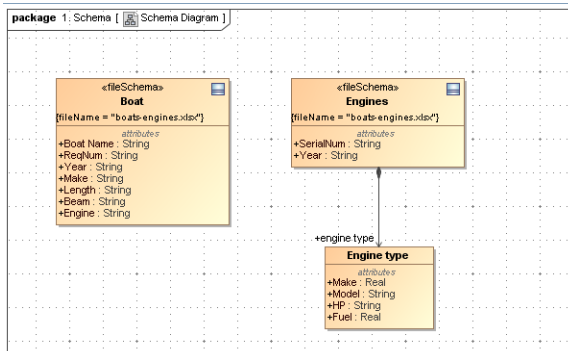 package 1: Schema [ Schema Diagram ]
«fileSchema»
Boat
{fileName = "boats-engines.xlsx"}
attributes
+Boat Name : String
+ReqNum : String
+Year : String
+Make : String
+Length : String
+Beam : String
+Engine : String
«fileSchema»
Engines
{fileName = "boats-engines.xlsx"}
attributes
+SerialNum : String
+Year : String
+engine type
Engine type
attributes
+Make : Real
+Model : String
+HP : String
+Fuel : Real